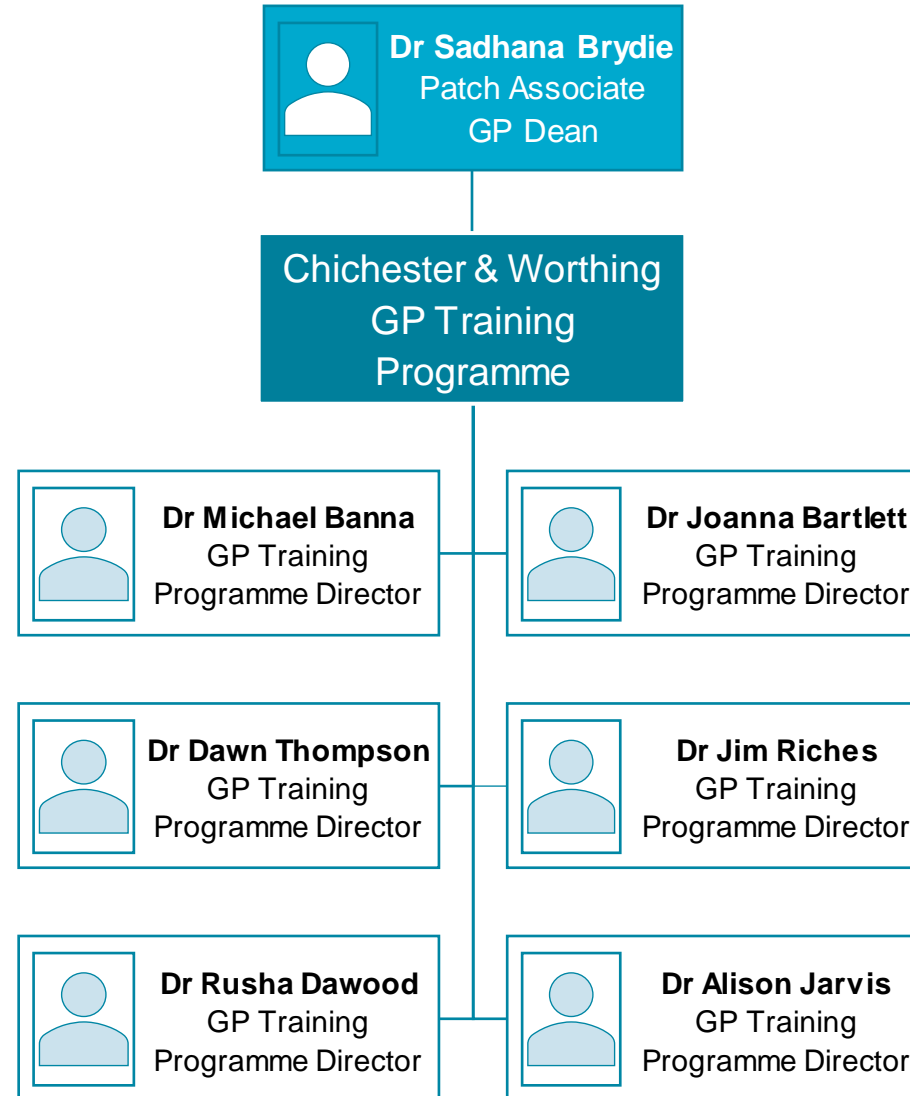 Dr Sadhana Brydie
Patch Associate
GP Dean
Chichester & Worthing
GP Training
Programme
Dr Michael Banna
GP Training
Programme Director
Dr Joanna Bartlett
GP Training
Programme Director
Dr Dawn Thompson
GP Training
Programme Director
Dr Jim Riches
GP Training
Programme Director
Dr Rusha Dawood
GP Training
Programme Director
Dr Alison Jarvis
GP Training
Programme Director